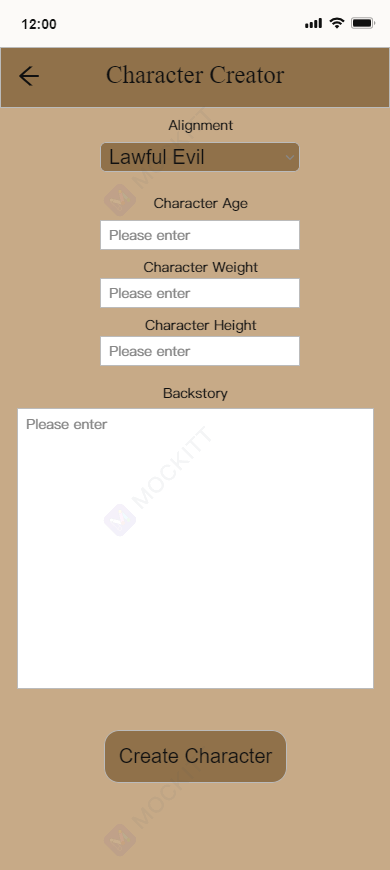 12:00
Character Creator
Alignment
Lawful Evil
MOCKITT
Character Age
Please enter
Character Weight
Please enter
Character Height
Please enter
Backstory
Please enter
MOCKITT
Create Character
MOCKITT